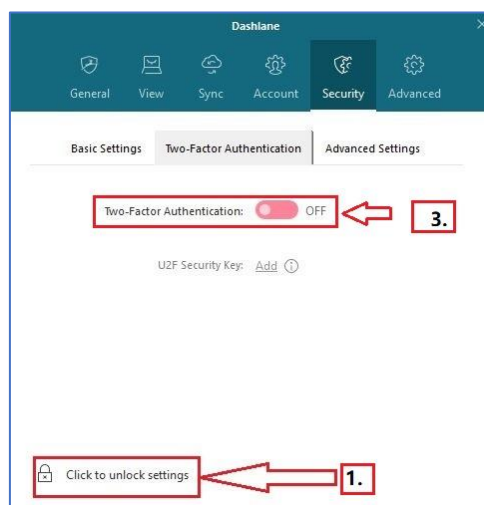 Dashlane
General View Sync Account Security Advanced
Basic Settings Two-Factor Authentication Advanced Settings
Two-Factor Authentication: OFF 3.
U2F Security Key: Add
Click to unlock settings 1.